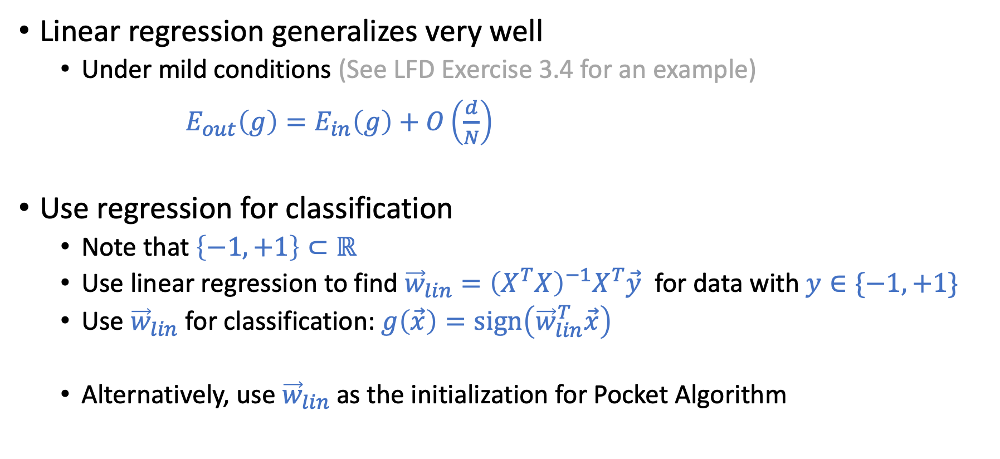 • Linear regression generalizes very well
• Under mild conditions (See LFD Exercise 3.4 for an example)
$E_{out}(g) = E_{in}(g) + O\left(\frac{d}{N}\right)$
• Use regression for classification
• Note that $\{-1, +1\} \subset \mathbb{R}$
• Use linear regression to find $\vec{w}_{lin} = (X^T X)^{-1} X^T \vec{y}$ for data with $y \in \{-1, +1\}$
• Use $\vec{w}_{lin}$ for classification: $g(\vec{x}) = \text{sign}(\vec{w}_{lin}^T \vec{x})$
• Alternatively, use $\vec{w}_{lin}$ as the initialization for Pocket Algorithm